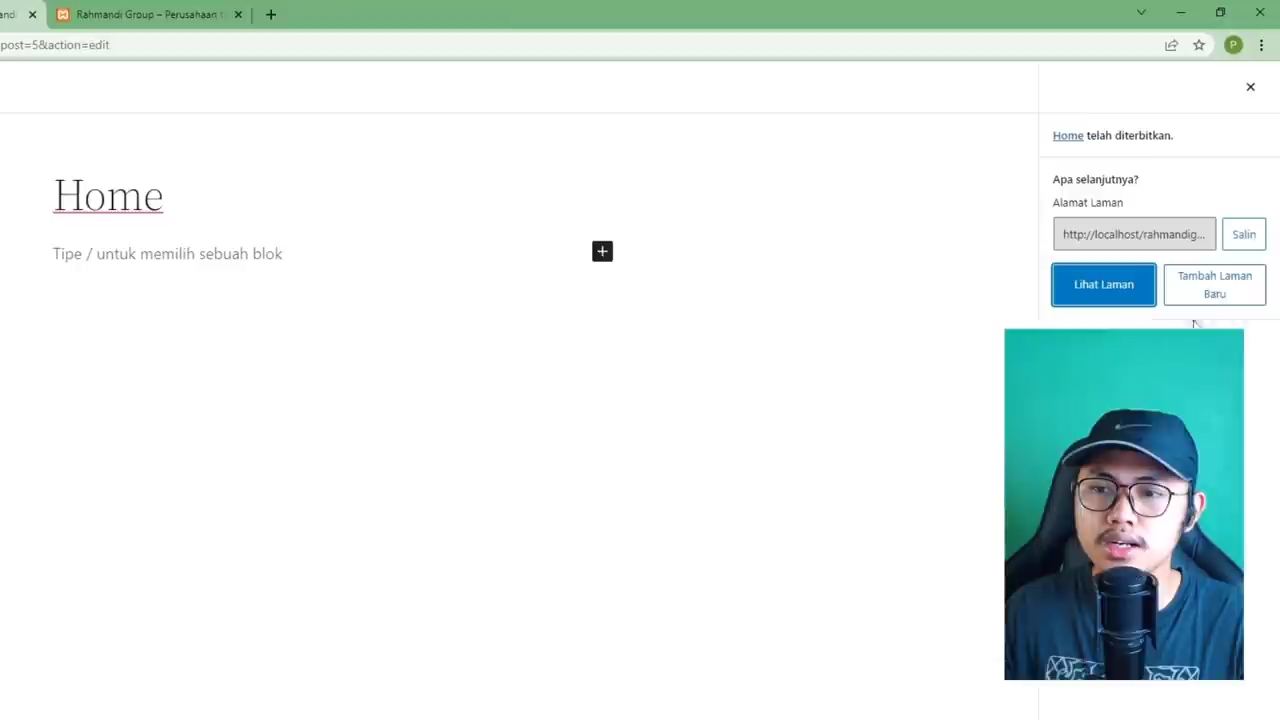 Rahmandi Group – Perusahaan
post=5&action=edit
P
Home telah diterbitkan.
Apa selanjutnya?
Alamat Laman
http://localhost/rahmandig...
Salin
Lihat Laman
Tambah Laman
Baru
Home
Tipe / untuk memilih sebuah blok